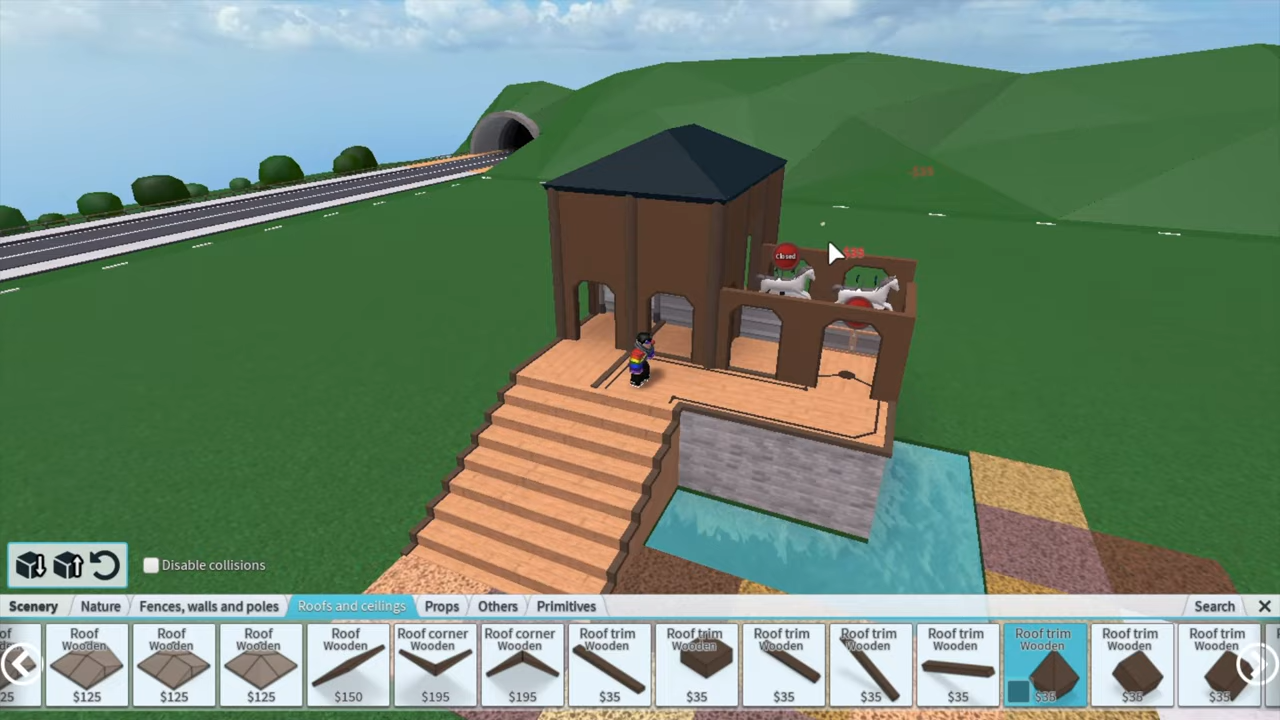 Closed
Disable collisions
Scenery
Nature
Fences, walls and poles
Roofs and ceilings
Props
Others
Primitives
Search
of
25
Roof
Wooden
$125
Roof
Wooden
$125
Roof
Wooden
$125
Roof
Wooden
$150
Roof corner
Wooden
$195
Roof corner
Wooden
$195
Roof trim
Wooden
$35
Roof trim
Wooden
$35
Roof trim
Wooden
$35
Roof trim
Wooden
$35
Roof trim
Wooden
$35
Roof trim
Wooden
$35
Roof trim
Wooden
$35
Roof trim
Wooden
$35